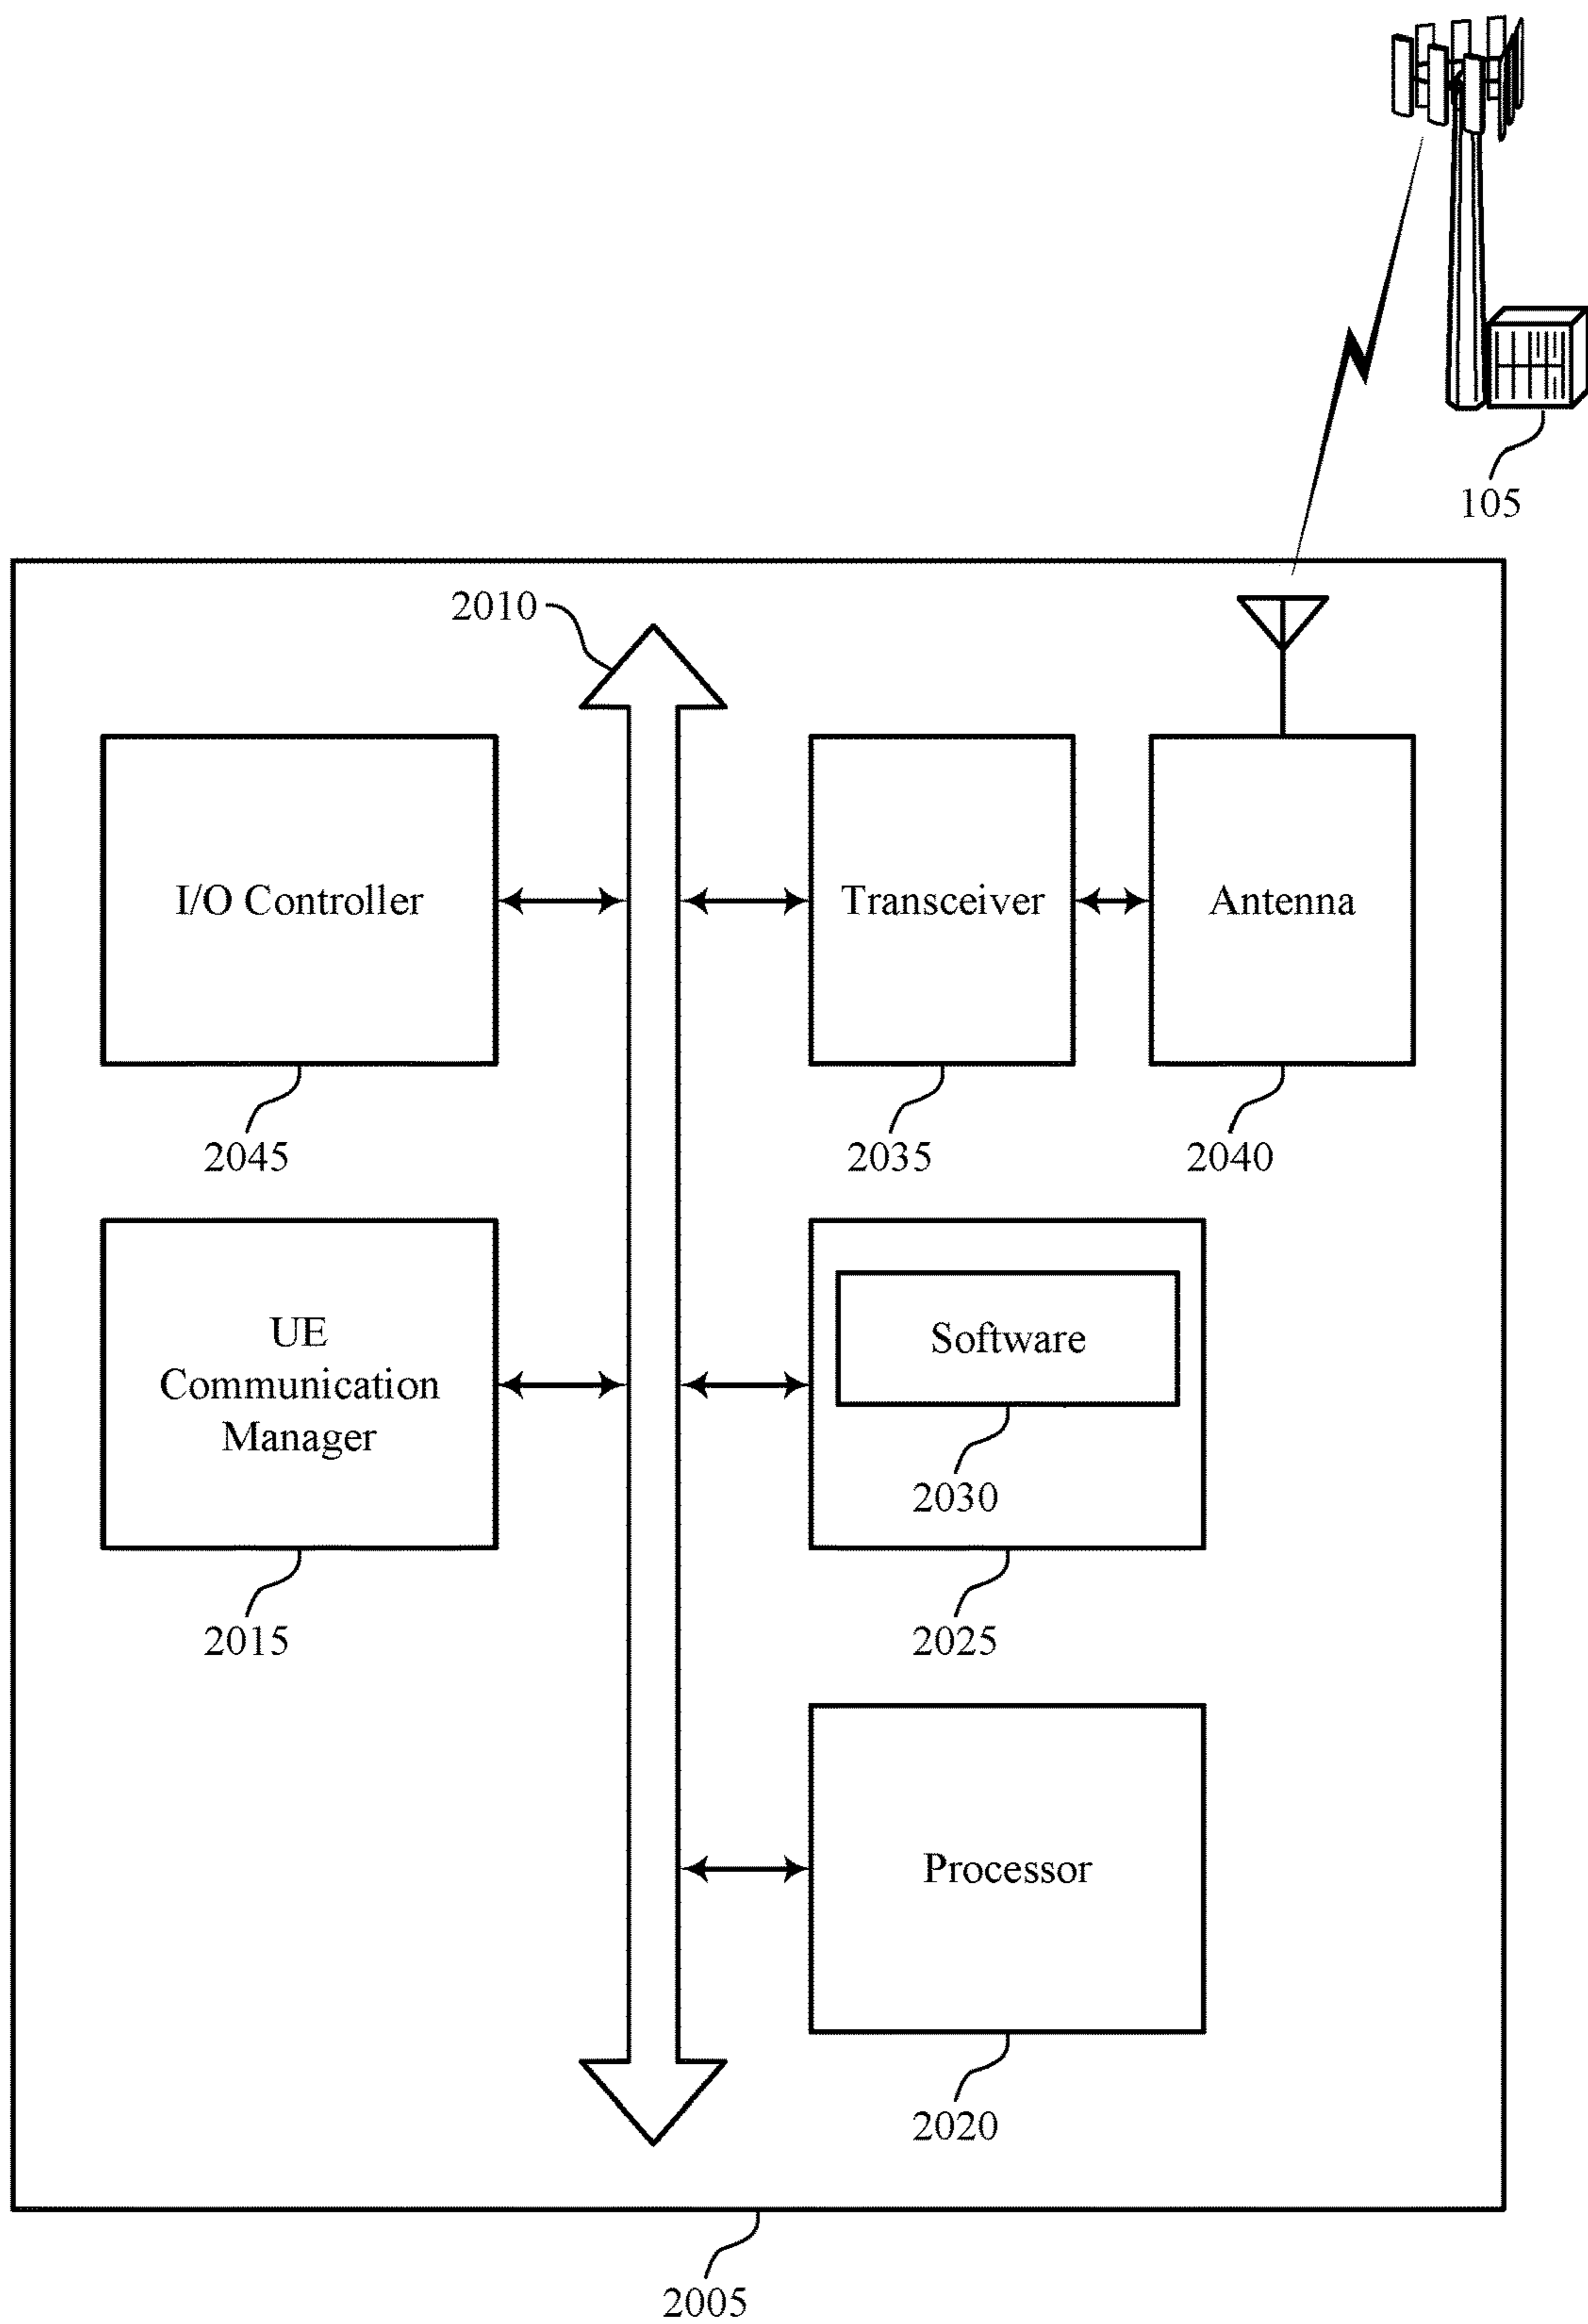 105
2010
I/O Controller
Transceiver
Antenna
2045
2035
2040
UE
Communication
Manager
Software
2030
2015
2025
Processor
2020
2005